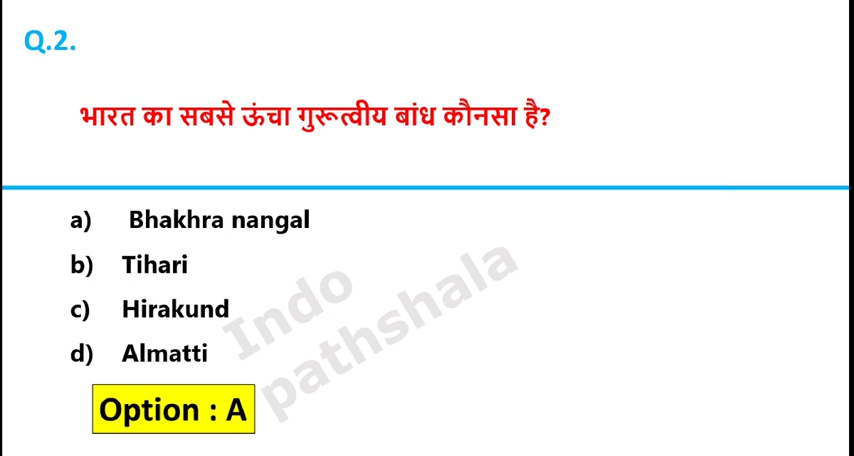 Q.2.
भारत का सबसे ऊंचा गुरूत्वीय बांध कौनसा है?
a) Bhakhra nangal
b) Tihari
c) Hirakund
d) Almatti
Indo
pathshala
Option : A